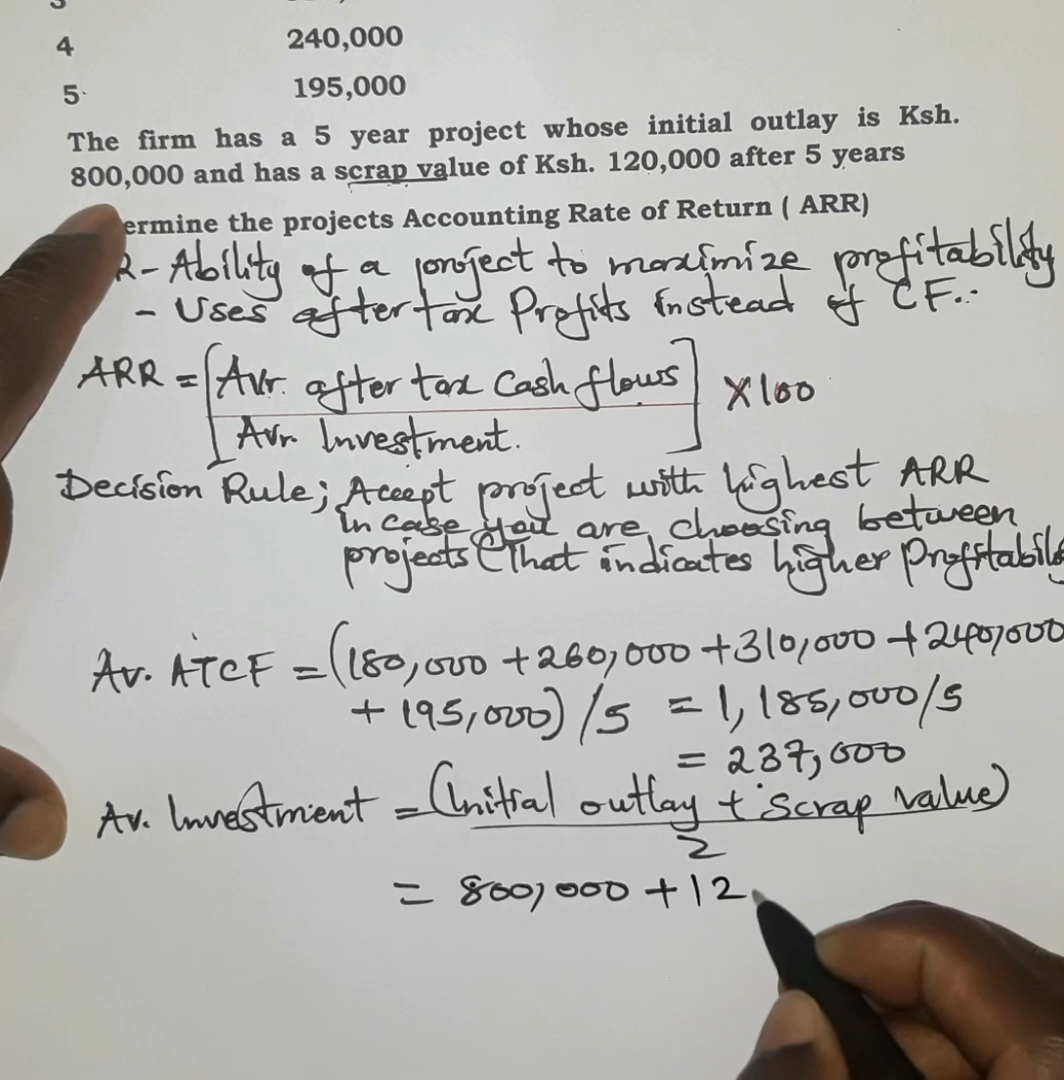 4 240,000
5 195,000
The firm has a 5 year project whose initial outlay is Ksh.
800,000 and has a scrap value of Ksh. 120,000 after 5 years
ermine the projects Accounting Rate of Return ( ARR)
R - Ability of a project to maximize profitability
- Uses after tax Profits instead of CF..
ARR = [Avr. after tax Cash flows] X 100
Avr. Investment.
Decision Rule; Accept project with highest ARR
in case you are choosing between
projects (That indicates higher Profitabil
Av. ATCF = (180,000 + 260,000 + 310,000 + 240,000
+ 195,000) / 5 = 1,185,000/5
= 237,000
Av. Investment = (Initial outlay + Scrap value)
2
= 800,000 + 12